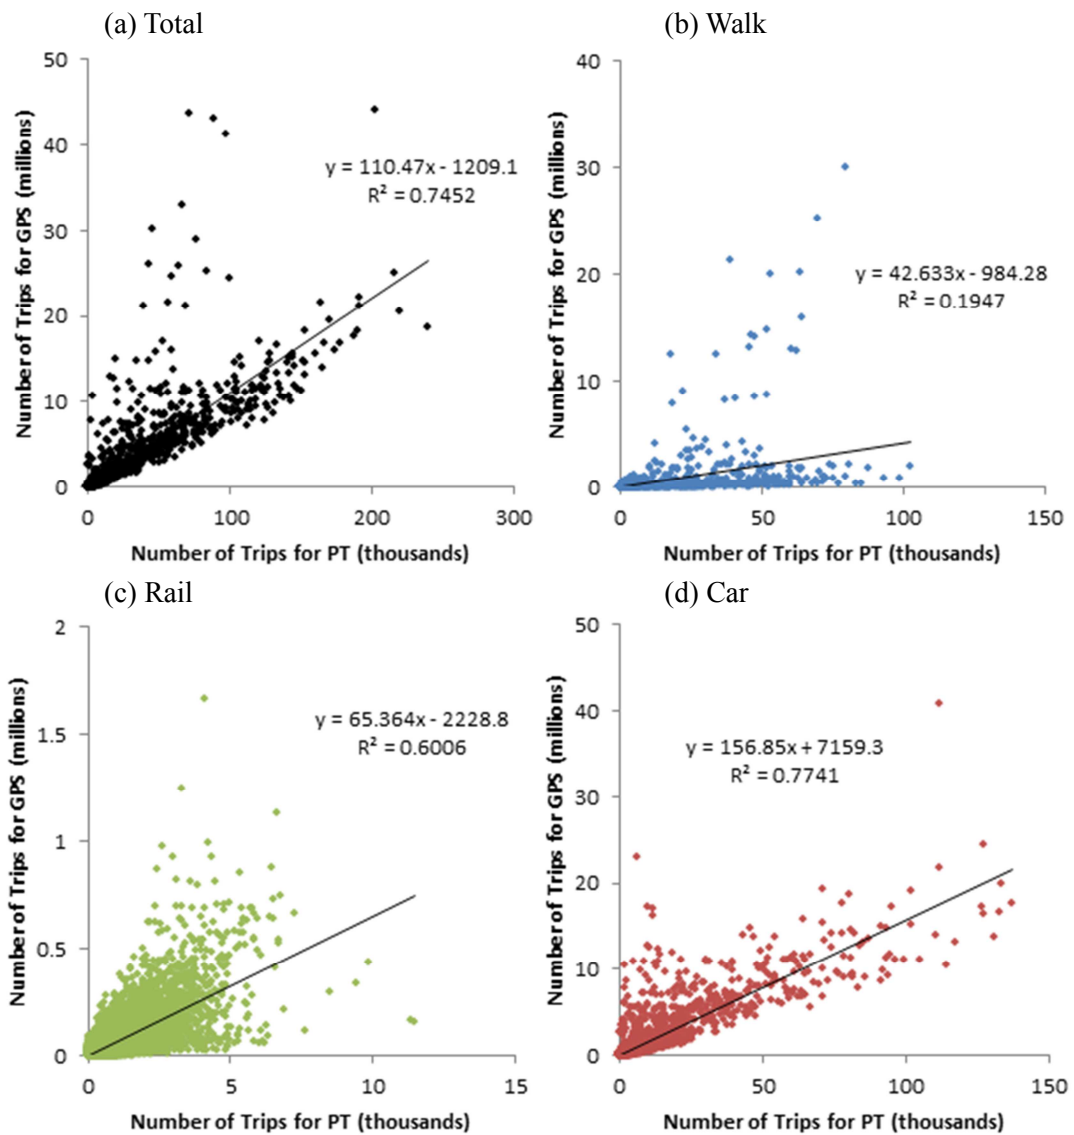 (a) Total
50
40
30
20
10
0
0
100
200
300
Number of Trips for GPS (millions)
Number of Trips for PT (thousands)
y = 110.47x - 1209.1
R² = 0.7452
(b) Walk
40
30
20
10
0
0
50
100
150
Number of Trips for GPS (millions)
Number of Trips for PT (thousands)
y = 42.633x - 984.28
R² = 0.1947
(c) Rail
2
1.5
1
0.5
0
0
5
10
15
Number of Trips for GPS (millions)
Number of Trips for PT (thousands)
y = 65.364x - 2228.8
R² = 0.6006
(d) Car
50
40
30
20
10
0
0
50
100
150
Number of Trips for GPS (millions)
Number of Trips for PT (thousands)
y = 156.85x + 7159.3
R² = 0.7741